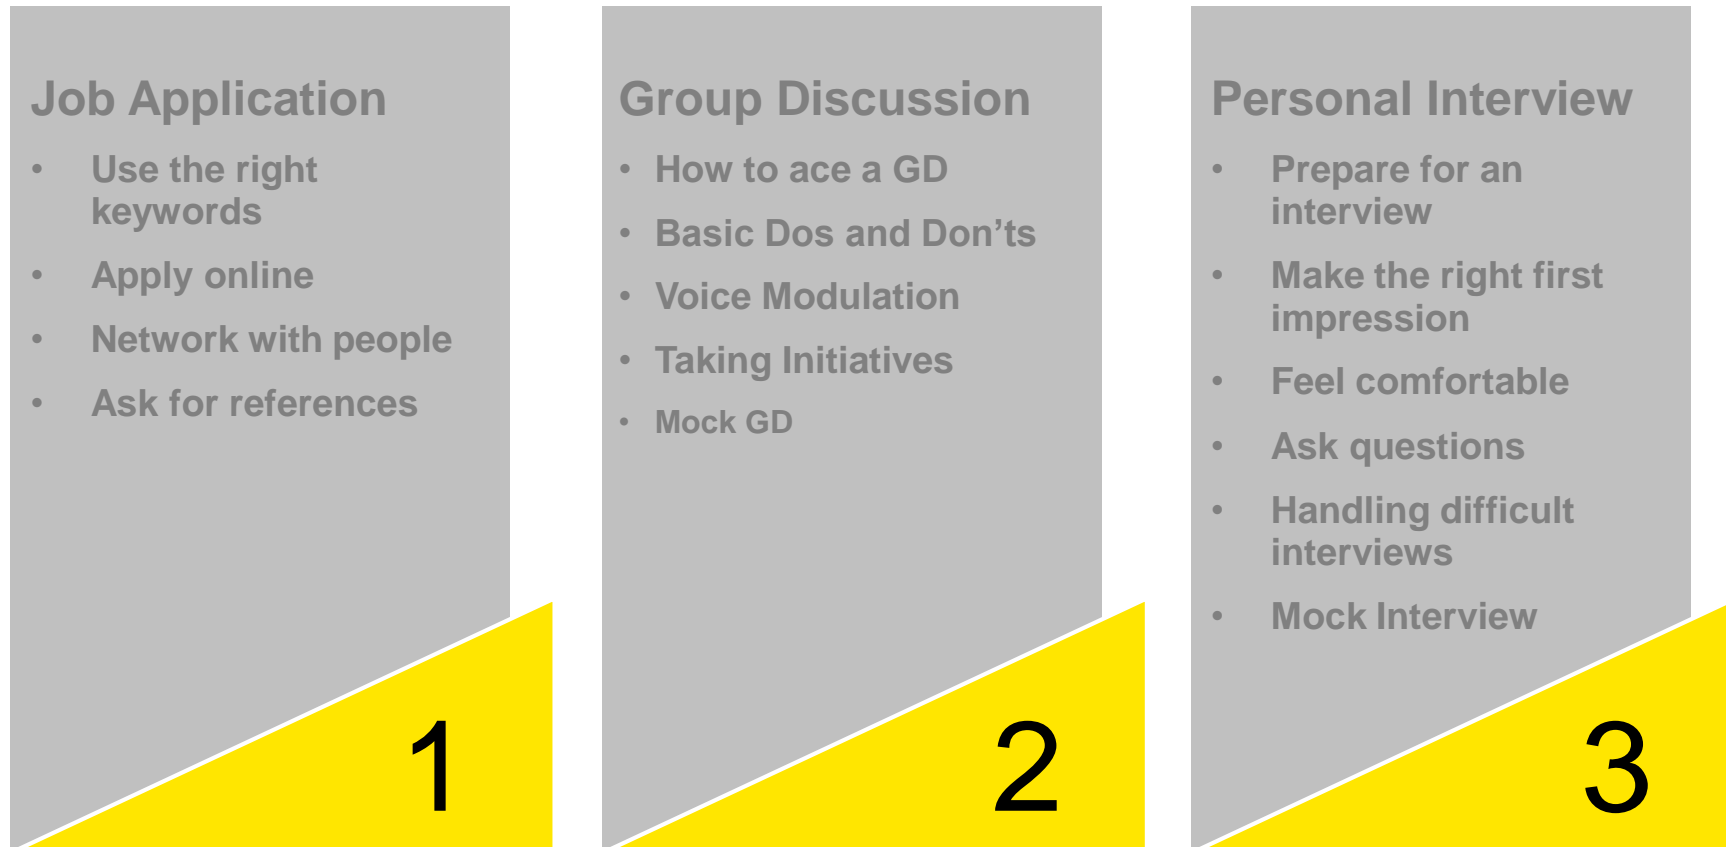 Job Application
• Use the right
keywords
• Apply online
• Network with people
• Ask for references
1
Group Discussion
• How to ace a GD
• Basic Dos and Don’ts
• Voice Modulation
• Taking Initiatives
• Mock GD
2
Personal Interview
• Prepare for an
interview
• Make the right first
impression
• Feel comfortable
• Ask questions
• Handling difficult
interviews
• Mock Interview
3